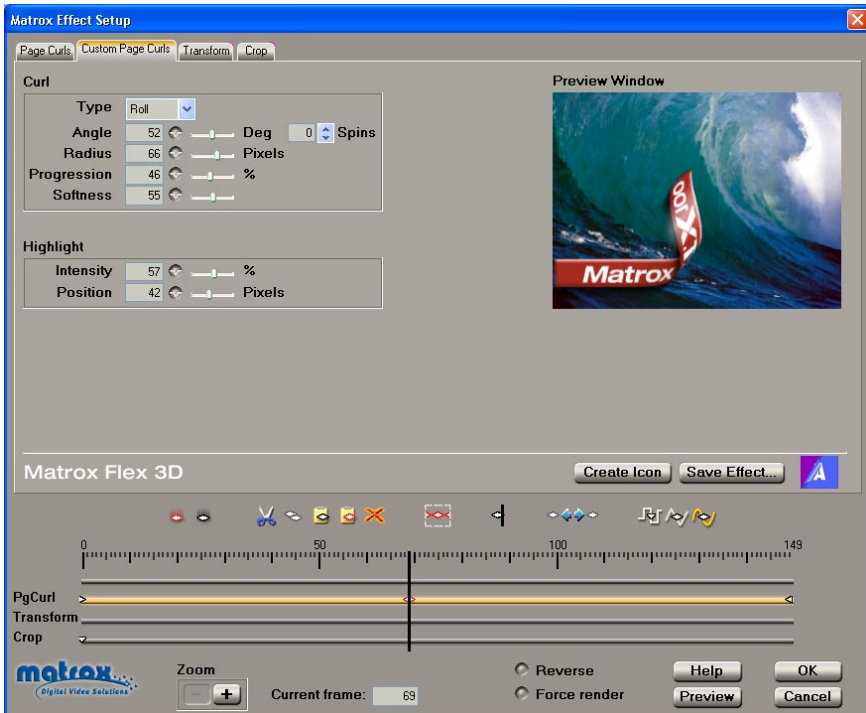 Matrox Effect Setup
Page Curls Custom Page Curls Transform Crop
Curl
Type Roll
Angle 52 Deg 0 Spins
Radius 66 Pixels
Progression 46 %
Softness 55
Highlight
Intensity 57 %
Position 42 Pixels
Preview Window
Matrox
Matrox Flex 3D
Create Icon Save Effect... A
0 50 100 149
PgCurl
Transform
Crop
matrox
Digital Video Solutions
Zoom
- +
Current frame: 69
Reverse
Force render
Help OK
Preview Cancel